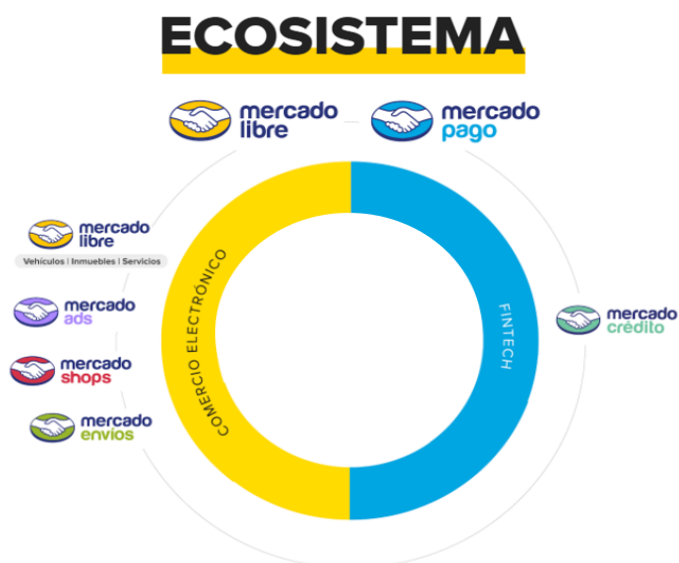 ECOSISTEMA
mercado
libre
mercado
pago
mercado
libre
Vehículos | Inmuebles | Servicios
mercado
ads
mercado
shops
mercado
envíos
COMERCIO ELECTRÓNICO
FINTECH
mercado
crédito